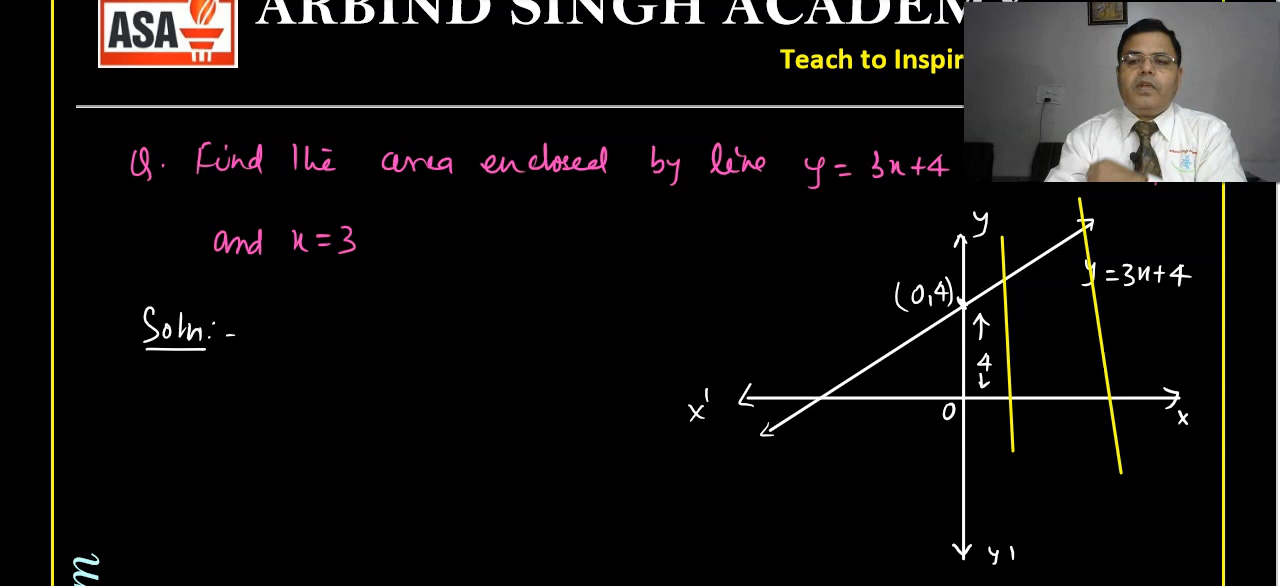 ARBIND SINGH ACADEMY
ASA
Teach to Inspir
Q. Find the area enclosed by line y = 3x+4
and x = 3
Soln:-
y
(0,4)
y = 3x+4
4
x'
0
x
y'
m